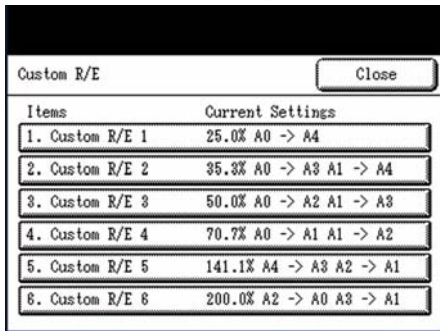 Custom R/E Close
Items Current Settings
1. Custom R/E 1 25.0% A0 -> A4
2. Custom R/E 2 35.3% A0 -> A3 A1 -> A4
3. Custom R/E 3 50.0% A0 -> A2 A1 -> A3
4. Custom R/E 4 70.7% A0 -> A1 A1 -> A2
5. Custom R/E 5 141.1% A4 -> A3 A2 -> A1
6. Custom R/E 6 200.0% A2 -> A0 A3 -> A1